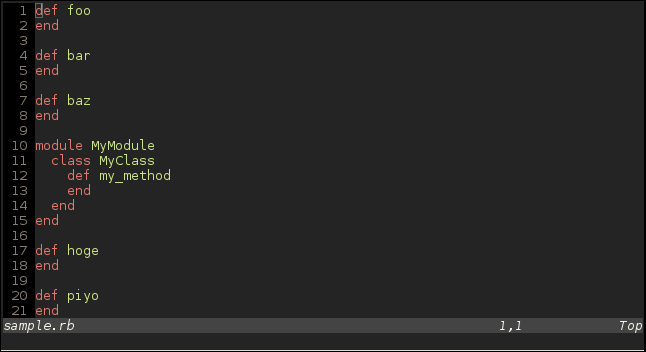 1 def foo
2 end
3
4 def bar
5 end
6
7 def baz
8 end
9
10 module MyModule
11   class MyClass
12     def my_method
13     end
14   end
15 end
16
17 def hoge
18 end
19
20 def piyo
21 end
sample.rb 1,1 Top